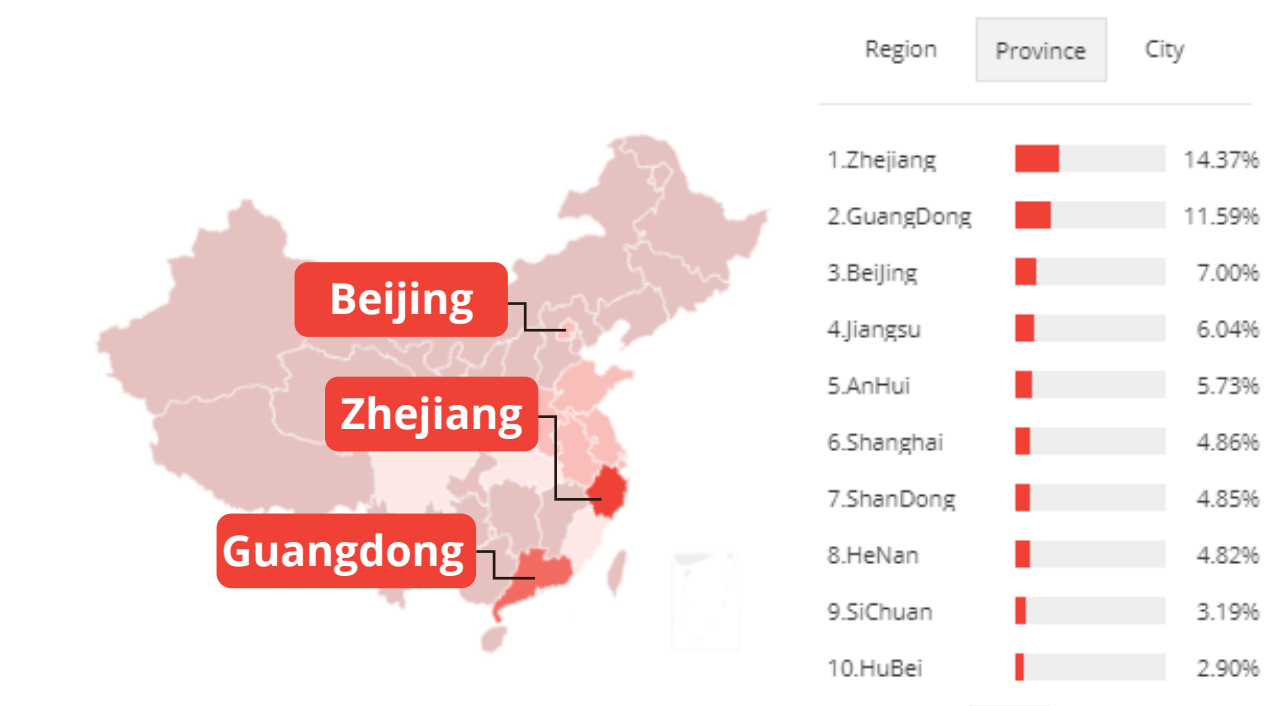 Region Province City
1.Zhejiang 14.37%
2.GuangDong 11.59%
3.BeiJing 7.00%
4.Jiangsu 6.04%
5.AnHui 5.73%
6.Shanghai 4.86%
7.ShanDong 4.85%
8.HeNan 4.82%
9.SiChuan 3.19%
10.HuBei 2.90%
Beijing
Zhejiang
Guangdong